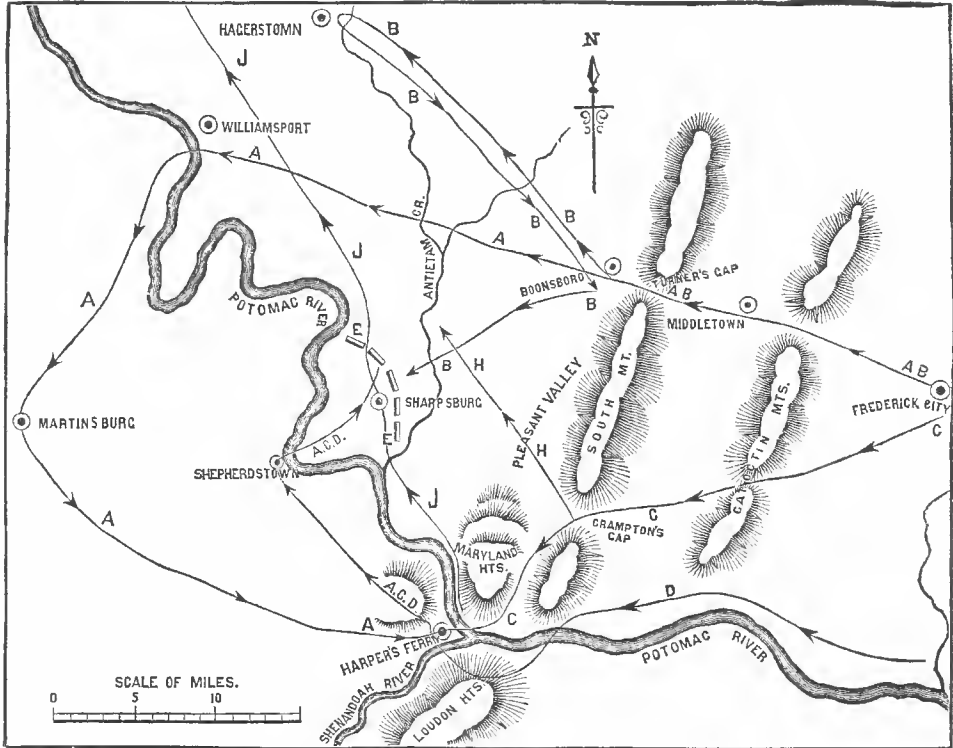 HAGERSTOWN
B
N
J
B
WILLIAMSPORT
A
CR.
B
B
J
A
ANTIETAM
BOONSBORO
TURNER'S GAP
A
POTOMAC RIVER
B
AB
MIDDLETOWN
E
B
H
PLEASANT VALLEY
SOUTH MT.
CATOCTIN MTS.
AB
FREDERICK CITY
C
MARTINSBURG
SHARPSBURG
A.C.D.
E
SHEPHERDSTOWN
H
A
J
C
CRAMPTON'S GAP
MARYLAND HTS.
A.C.D.
D
A
C
HARPER'S FERRY
POTOMAC RIVER
SHENANDOAH RIVER
LOUDON HTS.
SCALE OF MILES.
0 5 10